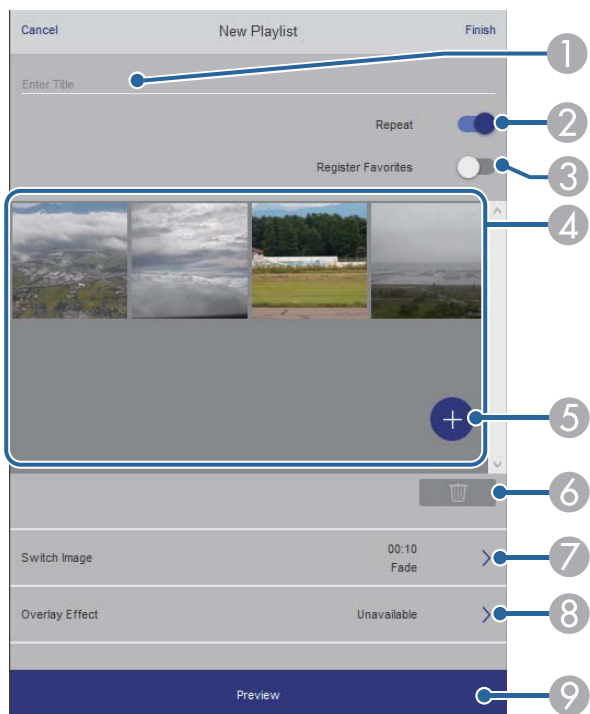 Cancel New Playlist Finish
1
Enter Title
Repeat 2
Register Favorites 3
4
+ 5
6
Switch Image 00:10 7
Fade
Overlay Effect Unavailable 8
Preview 9